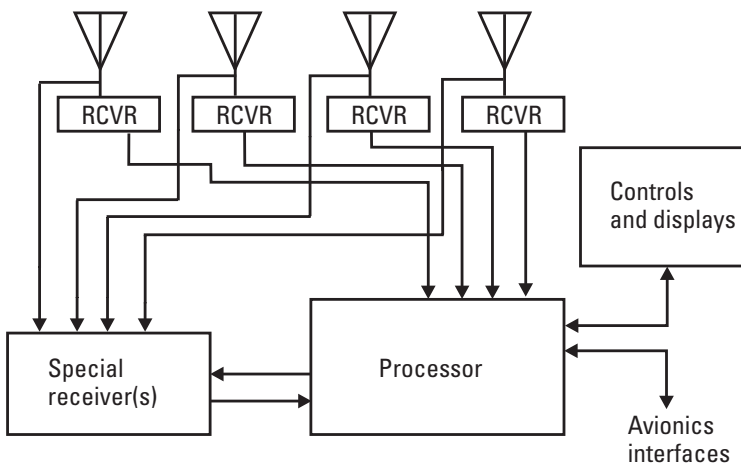 RCVR
RCVR
RCVR
RCVR
Controls
and displays
Special
receiver(s)
Processor
Avionics
interfaces